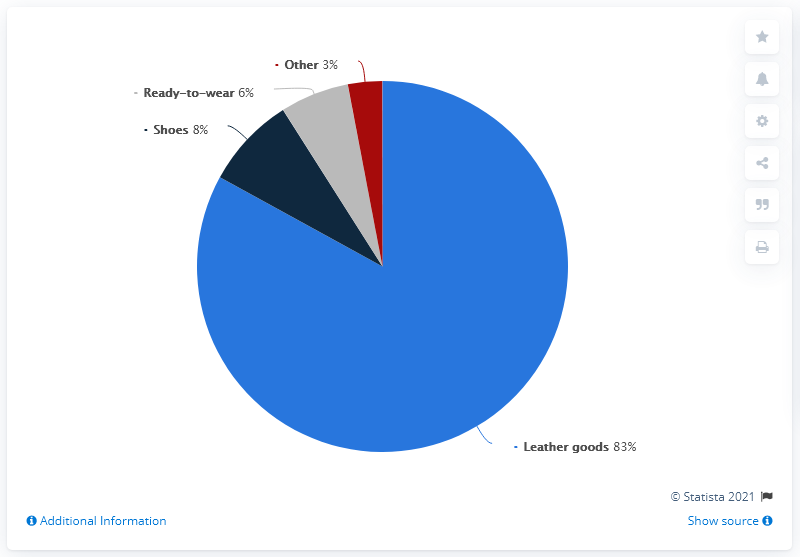 Other 3%
Ready-to-wear 6%
Shoes 8%
Leather goods 83%
© Statista 2021
Additional Information
Show source